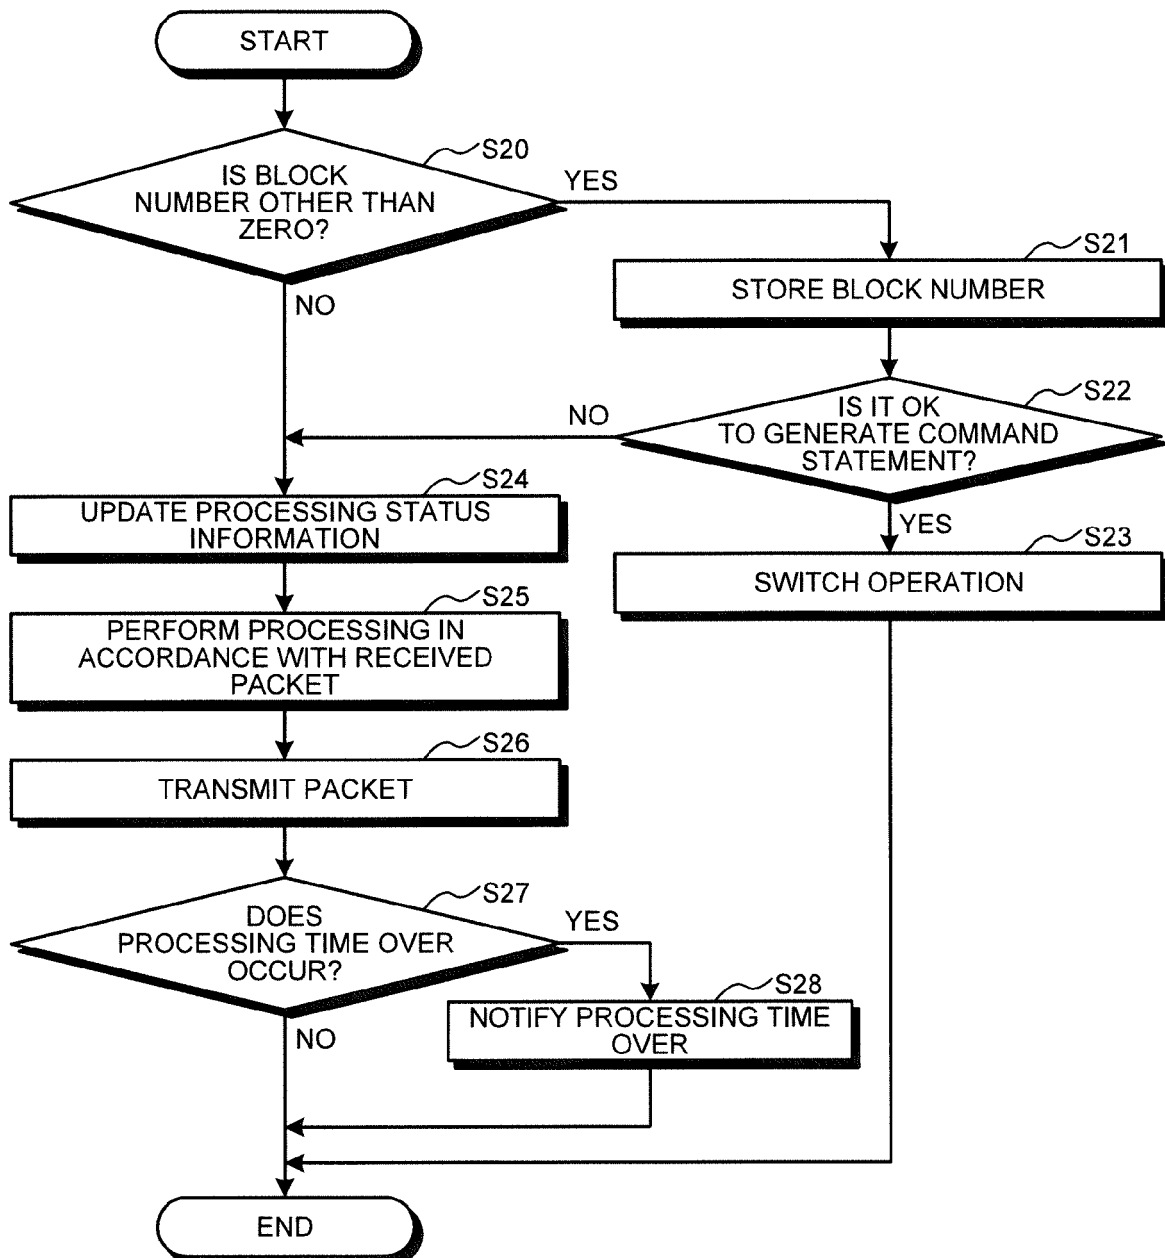 START
S20
IS BLOCK
NUMBER OTHER THAN
ZERO?
YES
NO
S21
STORE BLOCK NUMBER
S22
IS IT OK
TO GENERATE COMMAND
STATEMENT?
NO
YES
S23
SWITCH OPERATION
S24
UPDATE PROCESSING STATUS
INFORMATION
S25
PERFORM PROCESSING IN
ACCORDANCE WITH RECEIVED
PACKET
S26
TRANSMIT PACKET
S27
DOES
PROCESSING TIME OVER
OCCUR?
YES
NO
S28
NOTIFY PROCESSING TIME
OVER
END